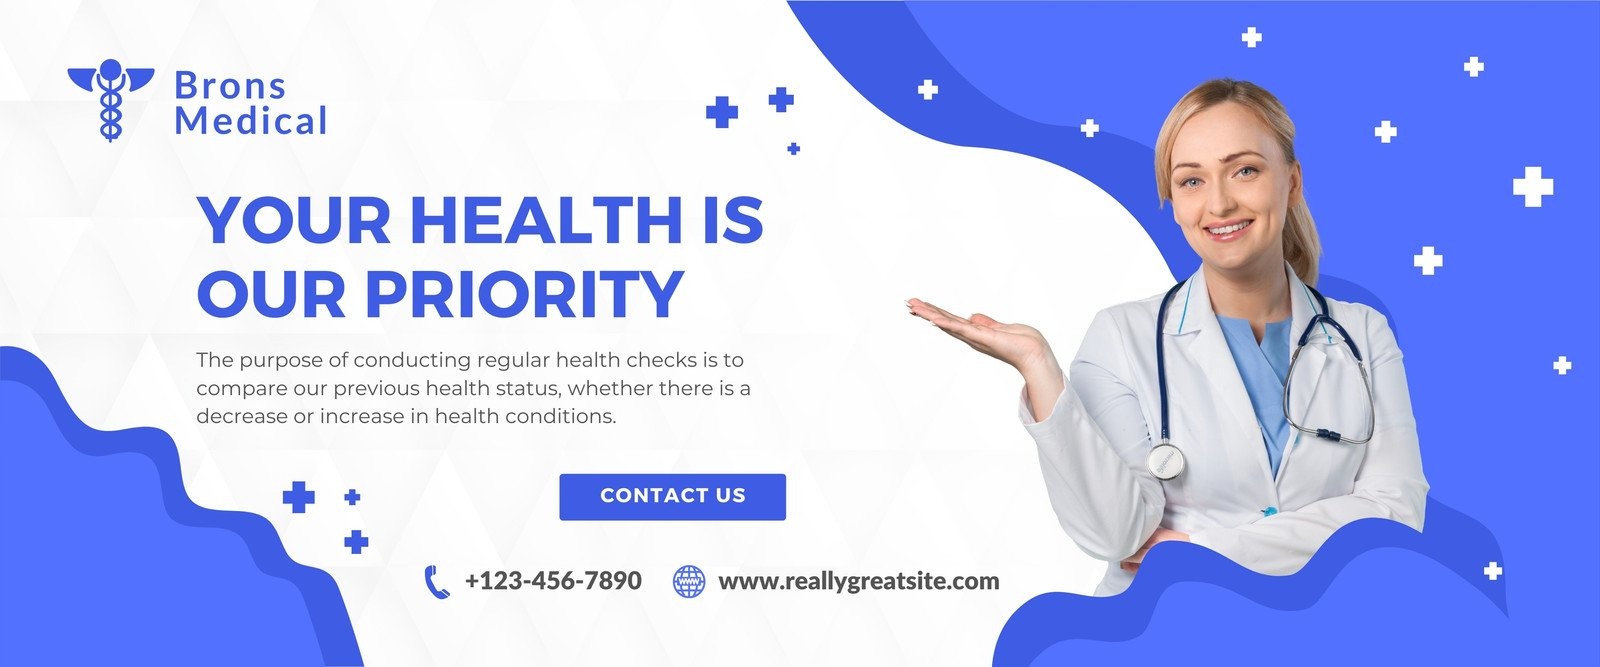 Brons
Medical
YOUR HEALTH IS
OUR PRIORITY
The purpose of conducting regular health checks is to
compare our previous health status, whether there is a
decrease or increase in health conditions.
CONTACT US
+123-456-7890
www.reallygreatsite.com